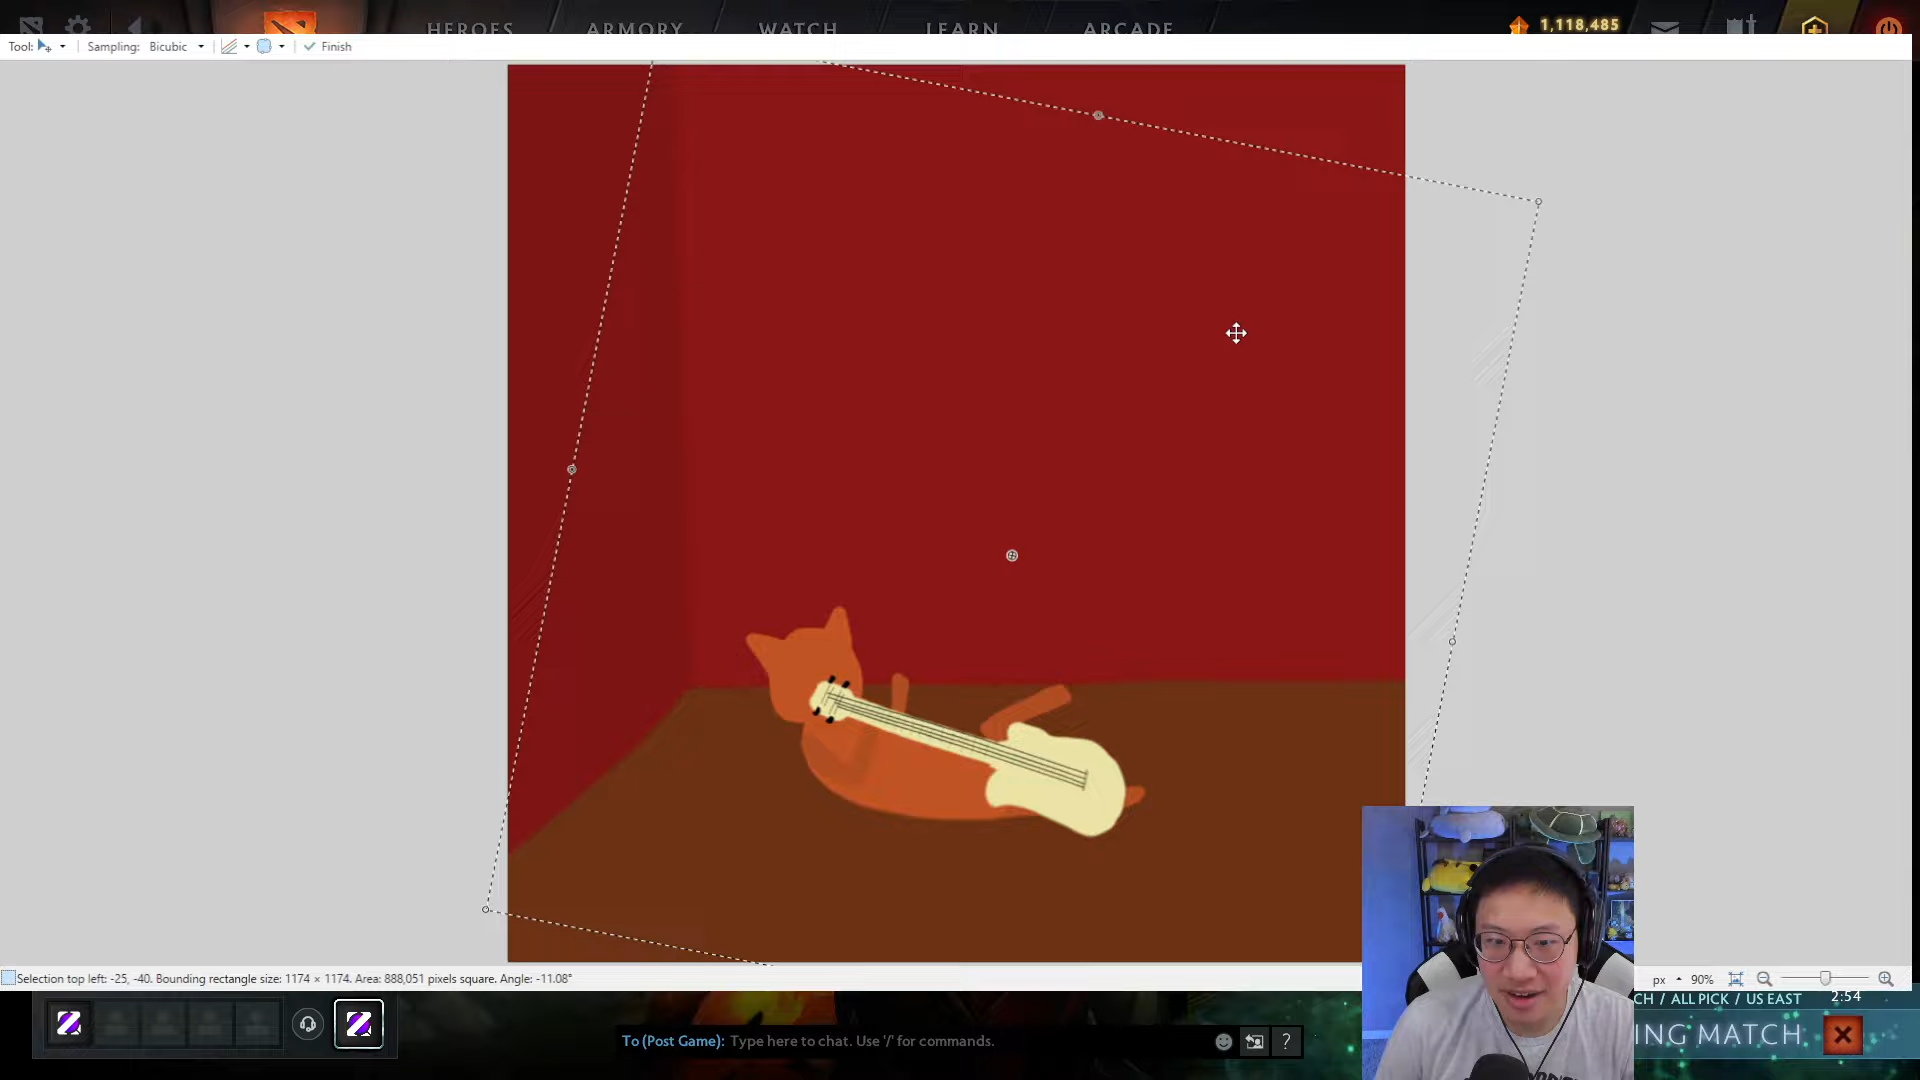 HEROES ARMORY WATCH LEARN ARCADE 1,118,485
Tool: Sampling: Bicubic Finish
Selection top left: -25, -40. Bounding rectangle size: 1174 × 1174. Area: 888,051 pixels square. Angle: -11.08°
px 90%
CH / ALL PICK / US EAST 2:54
To (Post Game): Type here to chat. Use '/' for commands. ?
ING MATCH